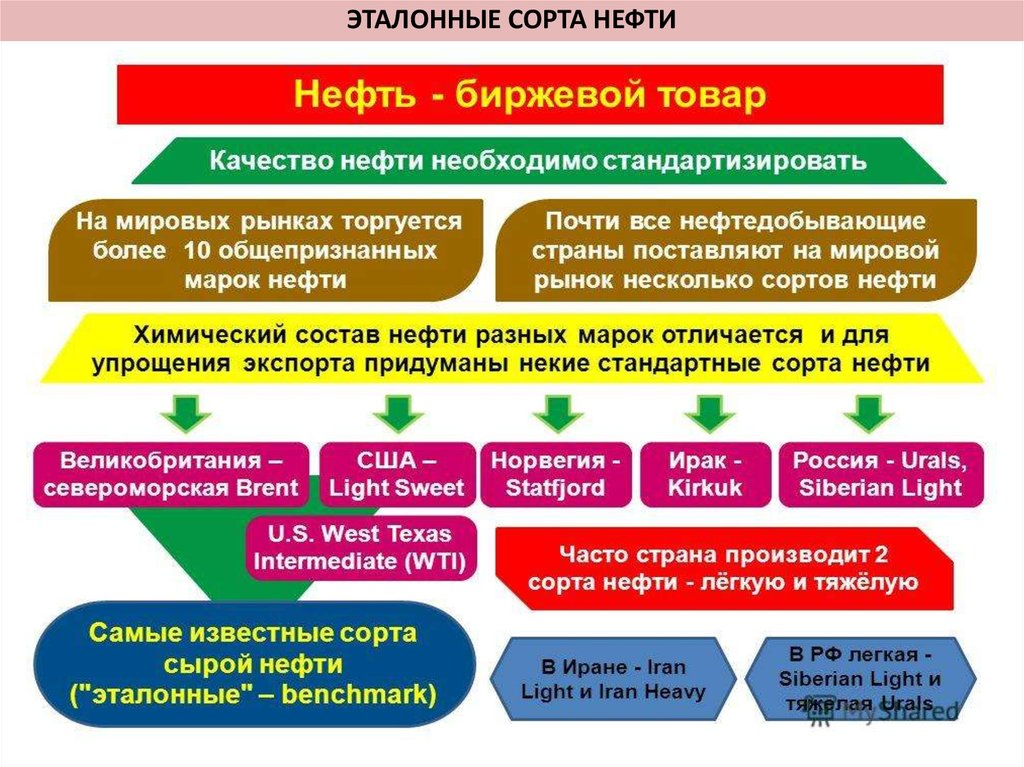 ЭТАЛОННЫЕ СОРТА НЕФТИ
Нефть - биржевой товар
Качество нефти необходимо стандартизировать
На мировых рынках торгуется
более 10 общепризнанных
марок нефти
Почти все нефтедобывающие
страны поставляют на мировой
рынок несколько сортов нефти
Химический состав нефти разных марок отличается и для
упрощения экспорта придуманы некие стандартные сорта нефти
Великобритания –
североморская Brent
США –
Light Sweet
Норвегия -
Statfjord
Ирак -
Kirkuk
Россия - Urals,
Siberian Light
U.S. West Texas
Intermediate (WTI)
Часто страна производит 2
сорта нефти - лёгкую и тяжёлую
Самые известные сорта
сырой нефти
("эталонные" – benchmark)
В Иране - Iran
Light и Iran Heavy
В РФ легкая -
Siberian Light и
тяжелая Urals
MyShared